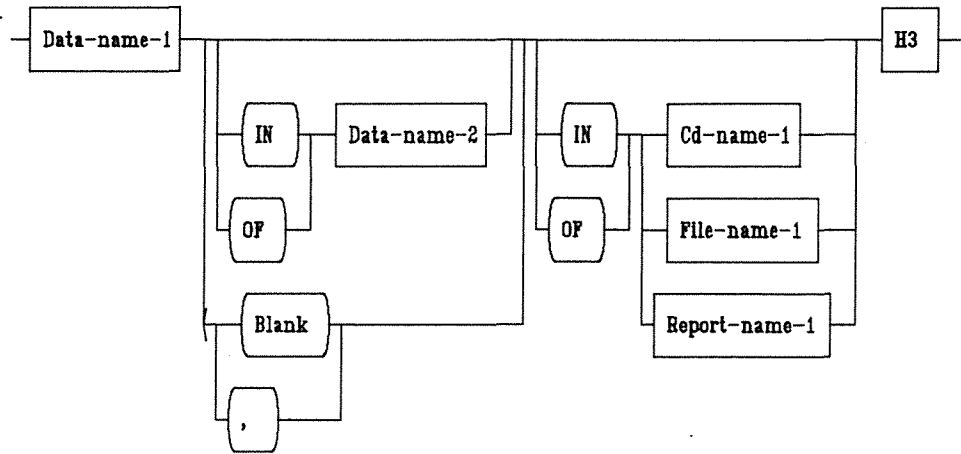 Data-name-1 H3
IN Data-name-2 IN Cd-name-1
OF OF File-name-1
Blank Report-name-1
,